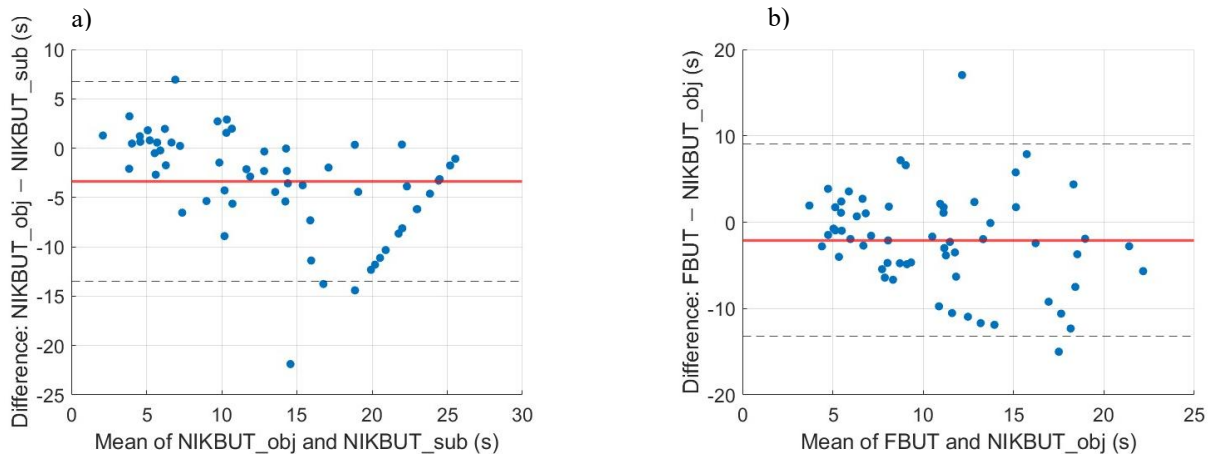 a)
10
5
0
-5
-10
-15
-20
-25
0 5 10 15 20 25 30
Difference: NIKBUT_obj − NIKBUT_sub (s)
Mean of NIKBUT_obj and NIKBUT_sub (s)
b)
20
10
0
-10
-20
0 5 10 15 20 25
Difference: FBUT − NIKBUT_obj (s)
Mean of FBUT and NIKBUT_obj (s)